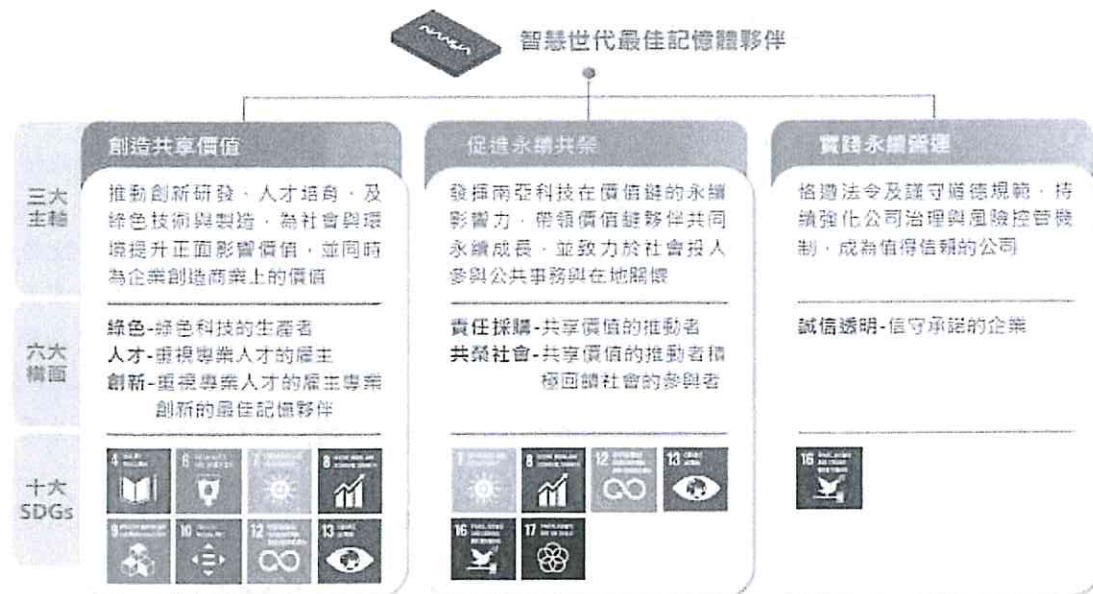 NANYA
智慧世代最佳記憶體夥伴
三大
主軸
創造共享價值
推動創新研發、人才培育、及
綠色技術與製造，為社會與環
境提升正面影響價值，並同時
為企業創造商業上的價值
促進永續共榮
發揮南亞科技在價值鏈的永續
影響力，帶領價值鏈夥伴共同
永續成長，並致力於社會投入
參與公共事務與在地關懷
實踐永續營運
恪遵法令及謹守道德規範，持
續強化公司治理與風險控管機
制，成為值得信賴的公司
六大
構面
綠色-綠色科技的生產者
人才-重視專業人才的雇主
創新-重視專業人才的雇主專業
創新的最佳記憶夥伴
責任採購-共享價值的推動者
共榮社會-共享價值的推動者積
極回饋社會的參與者
誠信透明-信守承諾的企業
十大
SDGs
4
6
7
8
9
10
12
13
7
8
12
13
16
17
16